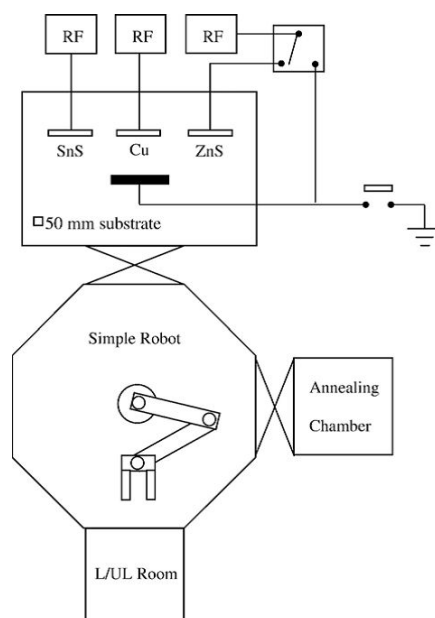 RF RF RF
SnS Cu ZnS
□50 mm substrate
Simple Robot
Annealing
Chamber
L/UL Room